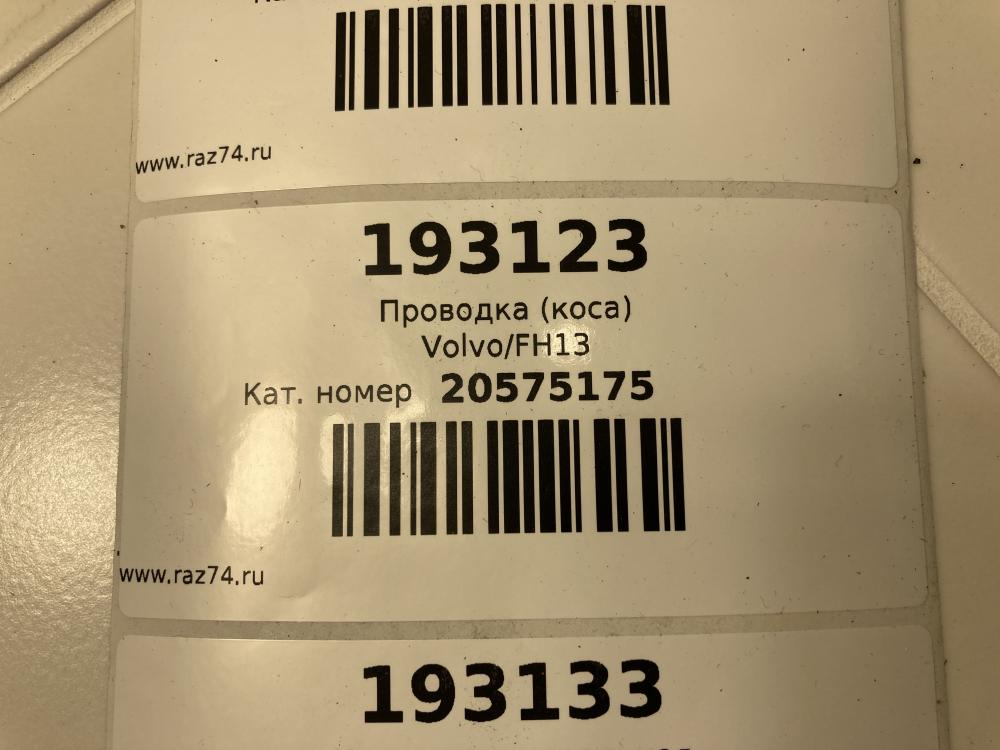 www.raz74.ru
193123
Проводка (коса)
Volvo/FH13
Кат. номер 20575175
www.raz74.ru
193133